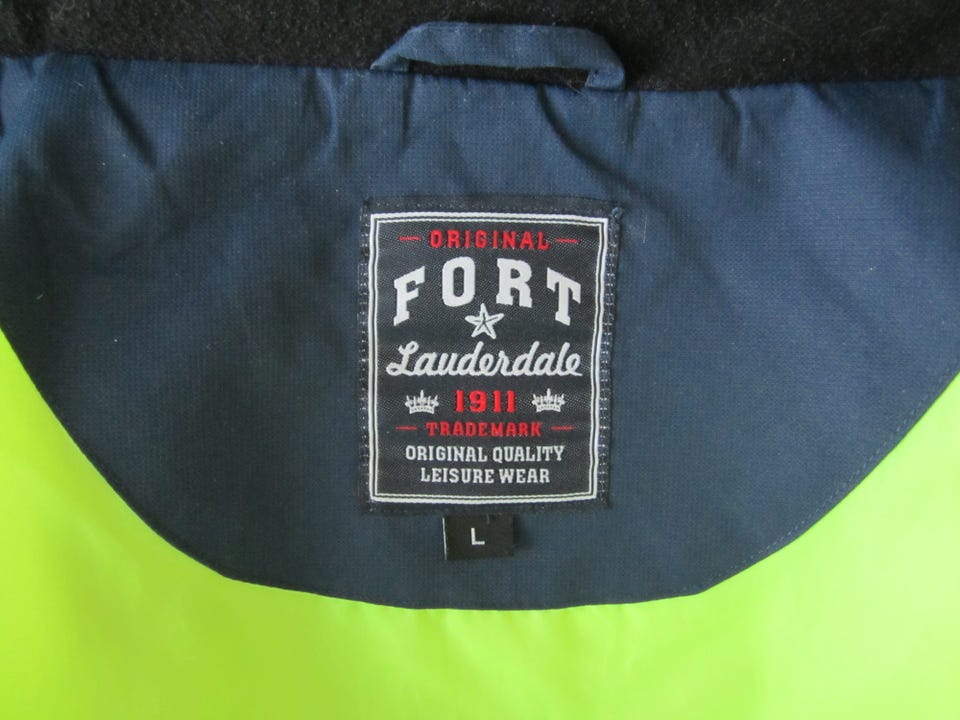 ORIGINAL
FORT
Lauderdale
1911
TRADEMARK
ORIGINAL QUALITY
LEISURE WEAR
L